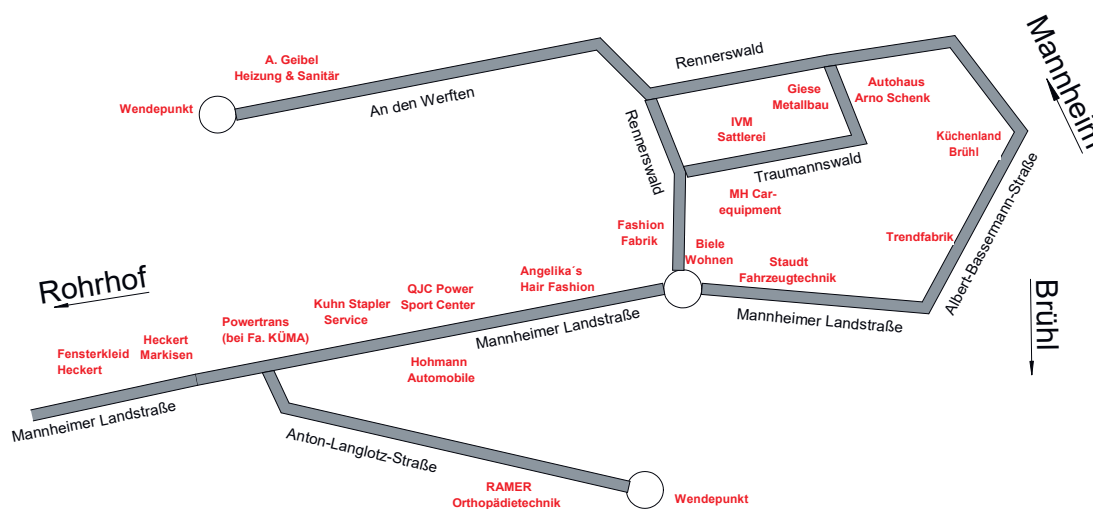 A. Geibel
Heizung & Sanitär
Wendepunkt
An den Werften
Rennerswald
Mannheim
Giese
Metallbau
Autohaus
Arno Schenk
IVM
Sattlerei
Rennerswald
Küchenland
Brühl
Traumannswald
MH Car-
equipment
Fashion
Fabrik
Biele
Wohnen
Trendfabrik
Albert-Bassermann-Straße
Staudt
Fahrzeugtechnik
Angelika´s
Hair Fashion
Rohrhof
QJC Power
Sport Center
Kuhn Stapler
Service
Powertrans
(bei Fa. KÜMA)
Mannheimer Landstraße
Mannheimer Landstraße
Brühl
Heckert
Markisen
Fensterkleid
Heckert
Hohmann
Automobile
Mannheimer Landstraße
Anton-Langlotz-Straße
RAMER
Orthopädietechnik
Wendepunkt